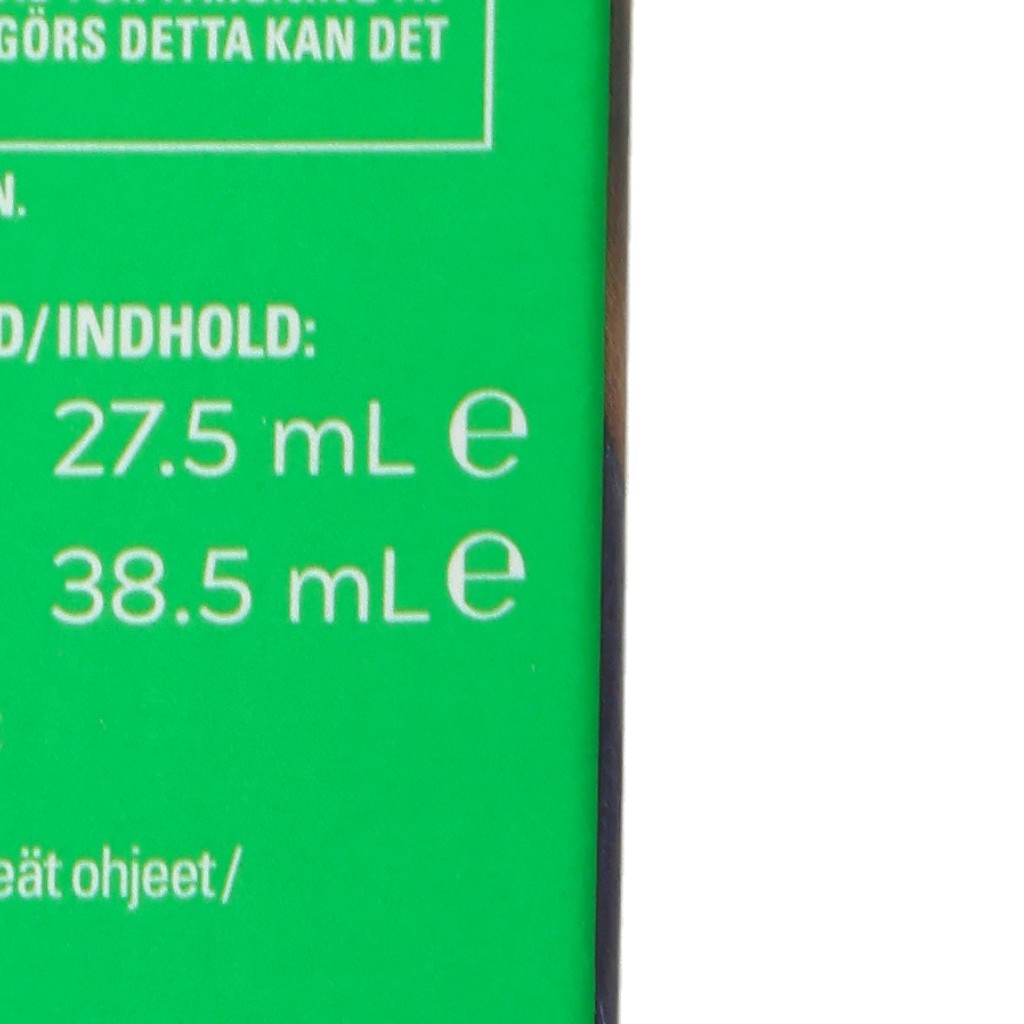 GÖRS DETTA KAN DET
N.
D/INDHOLD:
27.5 mL ℮
38.5 mL ℮
eät ohjeet/